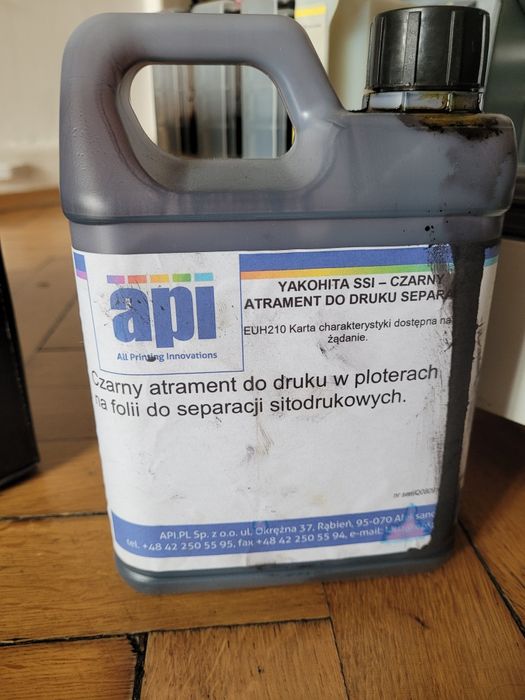 api
All Printing Innovations
YAKOHITA SSI – CZARNY
ATRAMENT DO DRUKU
EUH210 Karta charakterystyki dostępna na
żądanie.
Czarny atrament do druku w ploterach
na folii do separacji sitodrukowych.
API.PL Sp. z o.o. ul. Okrężna 37, Rąbień, 95-070
tel. +48 42 250 55 95, fax +48 42 250 55 94, e-mail: